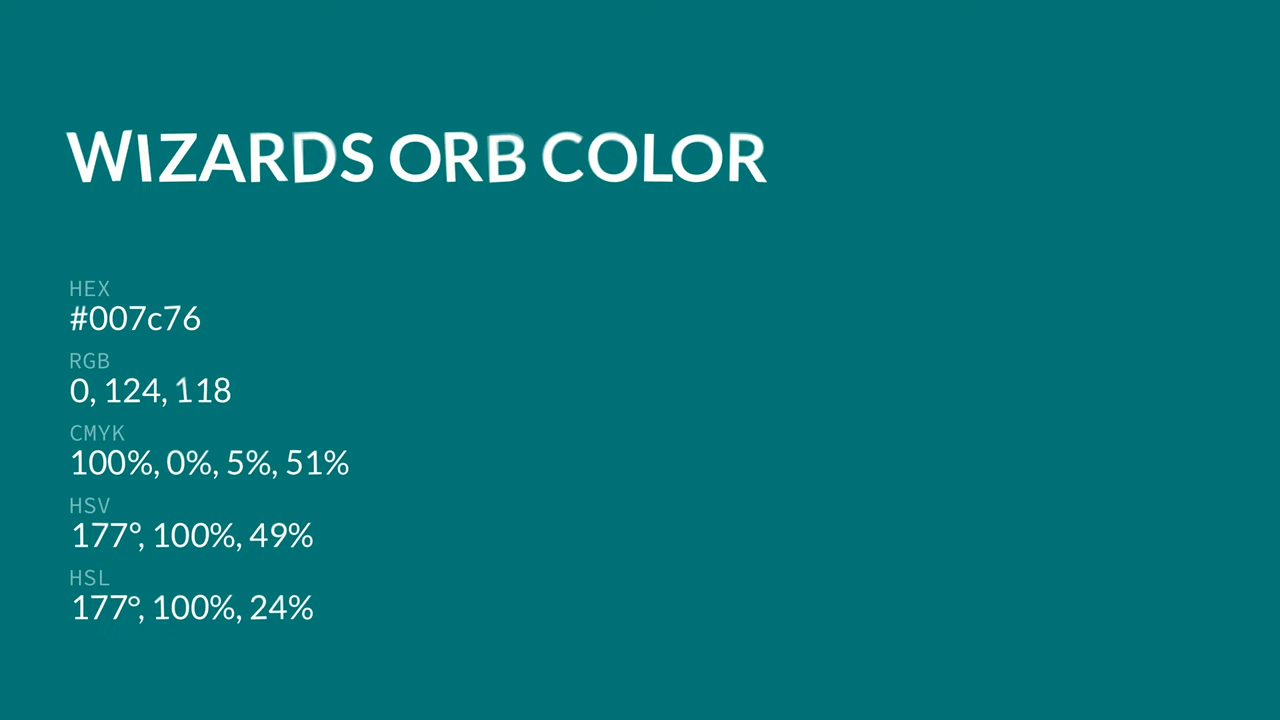 WIZARDS ORB COLOR
HEX
#007c76
RGB
0, 124, 118
CMYK
100%, 0%, 5%, 51%
HSV
177°, 100%, 49%
HSL
177°, 100%, 24%